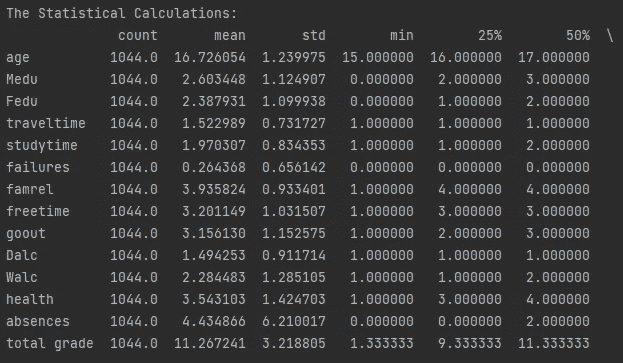 The Statistical Calculations:
count mean std min 25% 50% \
age 1044.0 16.726054 1.239975 15.000000 16.000000 17.000000
Medu 1044.0 2.603448 1.124907 0.000000 2.000000 3.000000
Fedu 1044.0 2.387931 1.099938 0.000000 1.000000 2.000000
traveltime 1044.0 1.522989 0.731727 1.000000 1.000000 1.000000
studytime 1044.0 1.970307 0.834353 1.000000 1.000000 2.000000
failures 1044.0 0.264368 0.656142 0.000000 0.000000 0.000000
famrel 1044.0 3.935824 0.933401 1.000000 4.000000 4.000000
freetime 1044.0 3.201149 1.031507 1.000000 3.000000 3.000000
goout 1044.0 3.156130 1.152575 1.000000 2.000000 3.000000
Dalc 1044.0 1.494253 0.911714 1.000000 1.000000 1.000000
Walc 1044.0 2.284483 1.285105 1.000000 1.000000 2.000000
health 1044.0 3.543103 1.424703 1.000000 3.000000 4.000000
absences 1044.0 4.434866 6.210017 0.000000 0.000000 2.000000
total grade 1044.0 11.267241 3.218805 1.333333 9.333333 11.333333